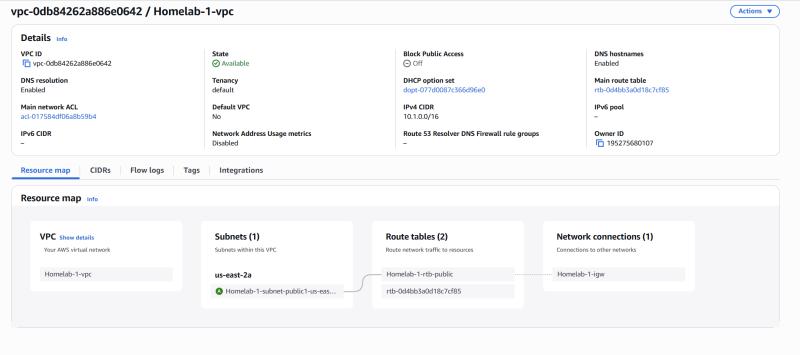 vpc-0db84262a886e0642 / Homelab-1-vpc
Actions
Details Info
VPC ID
vpc-0db84262a886e0642
State
Available
Block Public Access
Off
DNS hostnames
Enabled
DNS resolution
Enabled
Tenancy
default
DHCP option set
dopt-077d0087c366d96e0
Main route table
rtb-0d4bb3a0d18c7cf85
Main network ACL
acl-017584df06a8b59b4
Default VPC
No
IPv4 CIDR
10.1.0.0/16
IPv6 pool
–
IPv6 CIDR
–
Network Address Usage metrics
Disabled
Route 53 Resolver DNS Firewall rule groups
–
Owner ID
195275680107
Resource map
CIDRs
Flow logs
Tags
Integrations
Resource map Info
VPC Show details
Your AWS virtual network
Homelab-1-vpc
Subnets (1)
Subnets within this VPC
us-east-2a
A Homelab-1-subnet-public1-us-eas...
Route tables (2)
Route network traffic to resources
Homelab-1-rtb-public
rtb-0d4bb3a0d18c7cf85
Network connections (1)
Connections to other networks
Homelab-1-igw